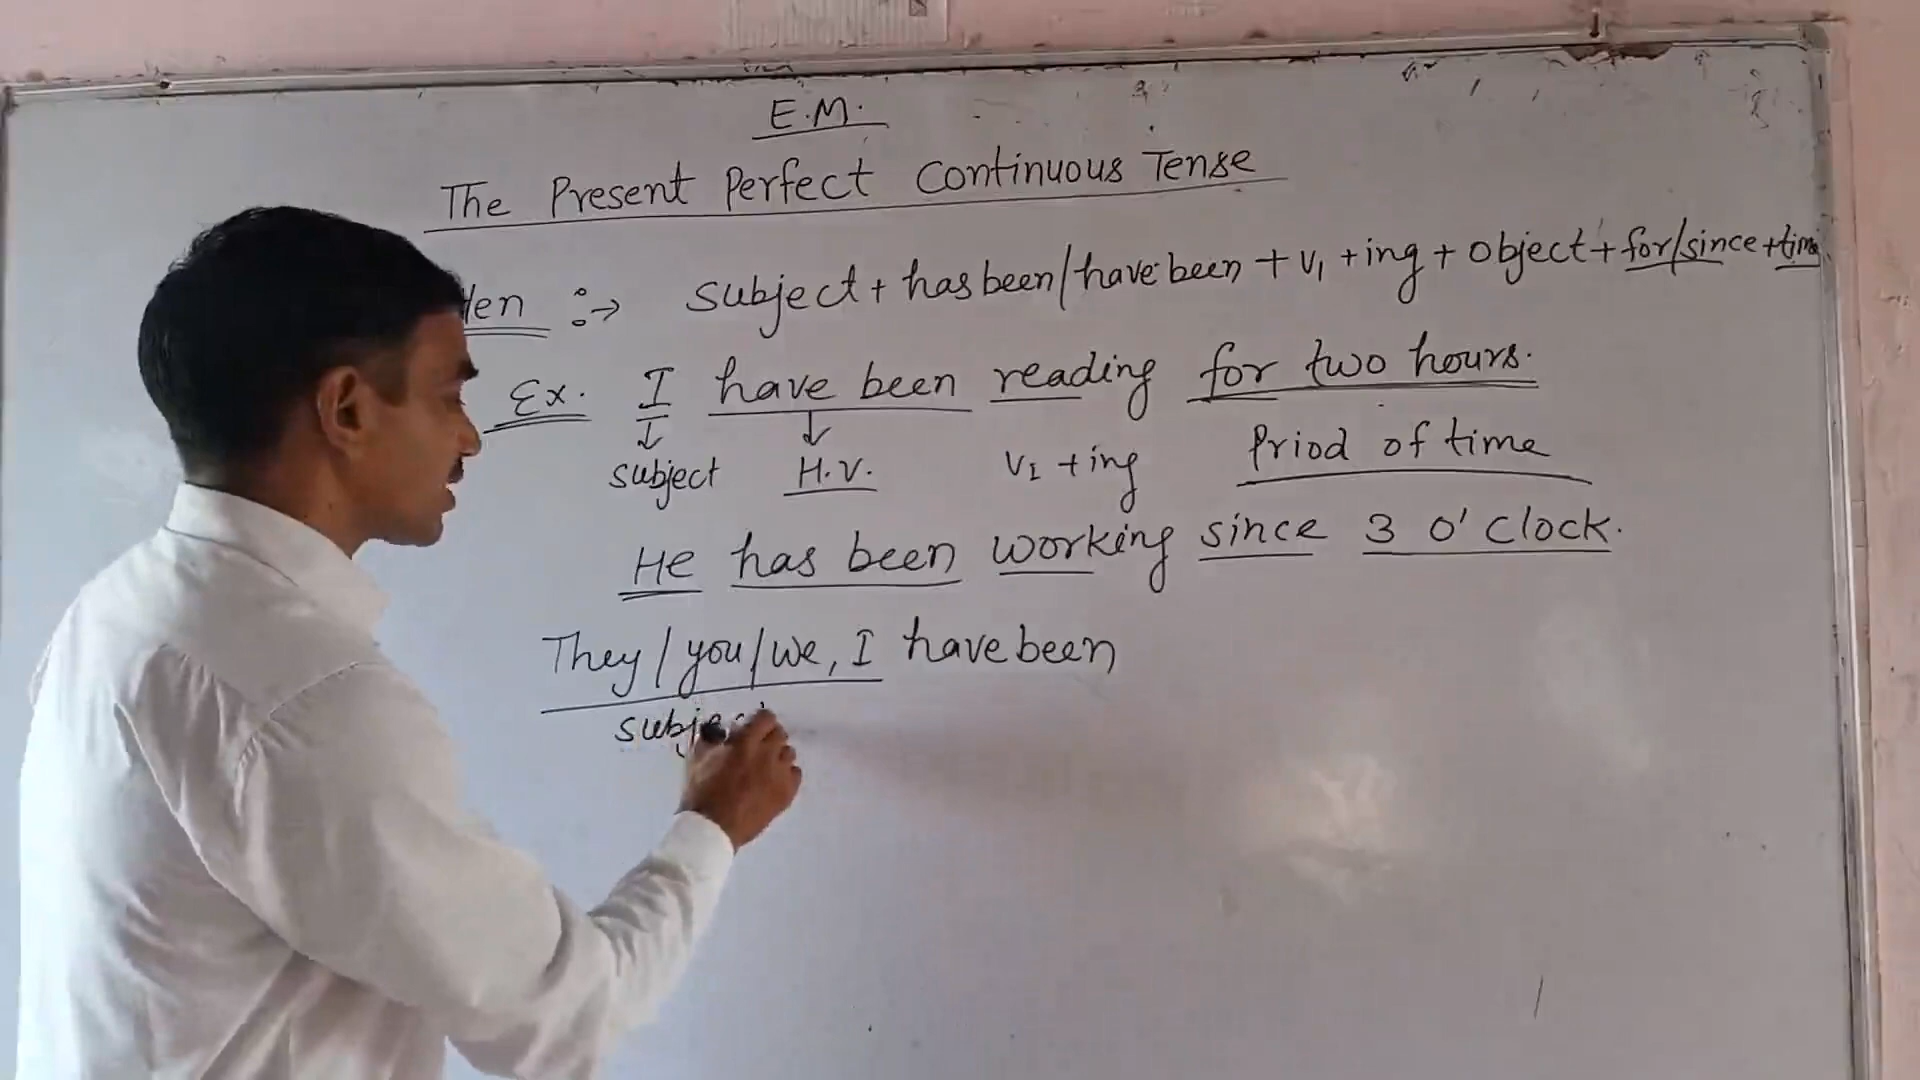 E.M.
The Present Perfect Continuous Tense
:→ Subject + has been/have been + V1 + ing + Object + for/since + time
Ex. I have been reading for two hours.
subject H.V. V1 + ing Priod of time
He has been working since 3 O'clock.
They/you/we, I have been